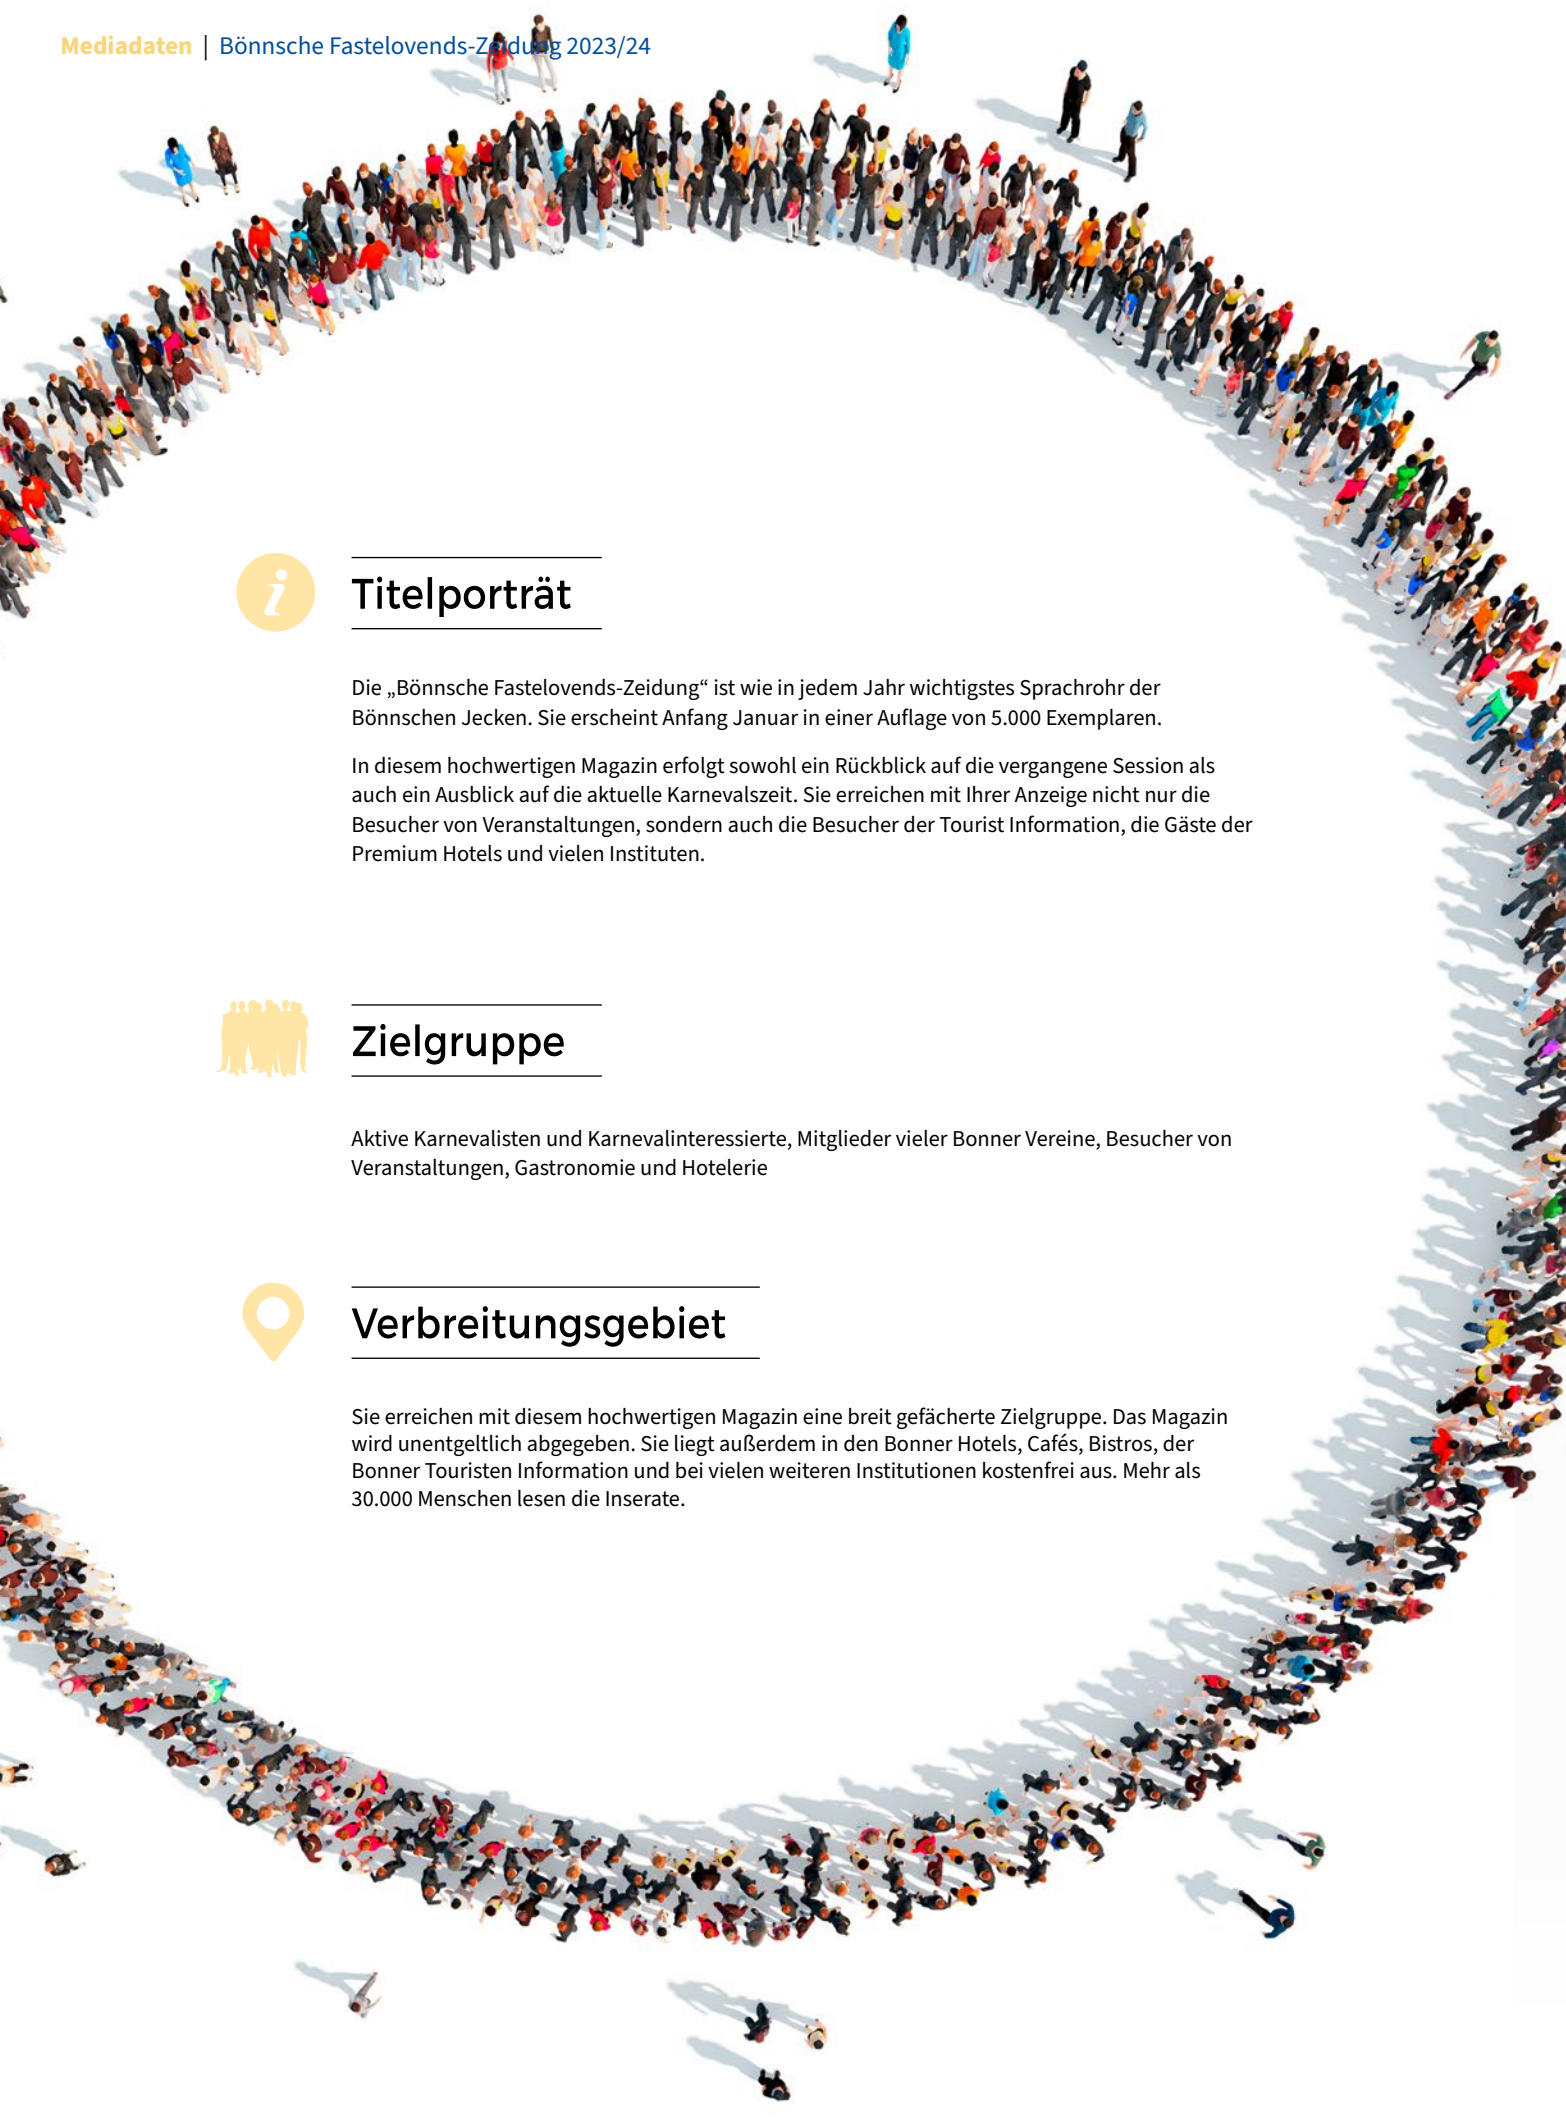 Mediadaten | Bönnsche Fastelovends-Zeidung 2023/24
Titelporträt
Die „Bönnsche Fastelovends-Zeidung“ ist wie in jedem Jahr wichtigstes Sprachrohr der
Bönnschen Jecken. Sie erscheint Anfang Januar in einer Auflage von 5.000 Exemplaren.
In diesem hochwertigen Magazin erfolgt sowohl ein Rückblick auf die vergangene Session als
auch ein Ausblick auf die aktuelle Karnevalszeit. Sie erreichen mit Ihrer Anzeige nicht nur die
Besucher von Veranstaltungen, sondern auch die Besucher der Tourist Information, die Gäste der
Premium Hotels und vielen Instituten.
Zielgruppe
Aktive Karnevalisten und Karnevalinteressierte, Mitglieder vieler Bonner Vereine, Besucher von
Veranstaltungen, Gastronomie und Hotelerie
Verbreitungsgebiet
Sie erreichen mit diesem hochwertigen Magazin eine breit gefächerte Zielgruppe. Das Magazin
wird unentgeltlich abgegeben. Sie liegt außerdem in den Bonner Hotels, Cafés, Bistros, der
Bonner Touristen Information und bei vielen weiteren Institutionen kostenfrei aus. Mehr als
30.000 Menschen lesen die Inserate.